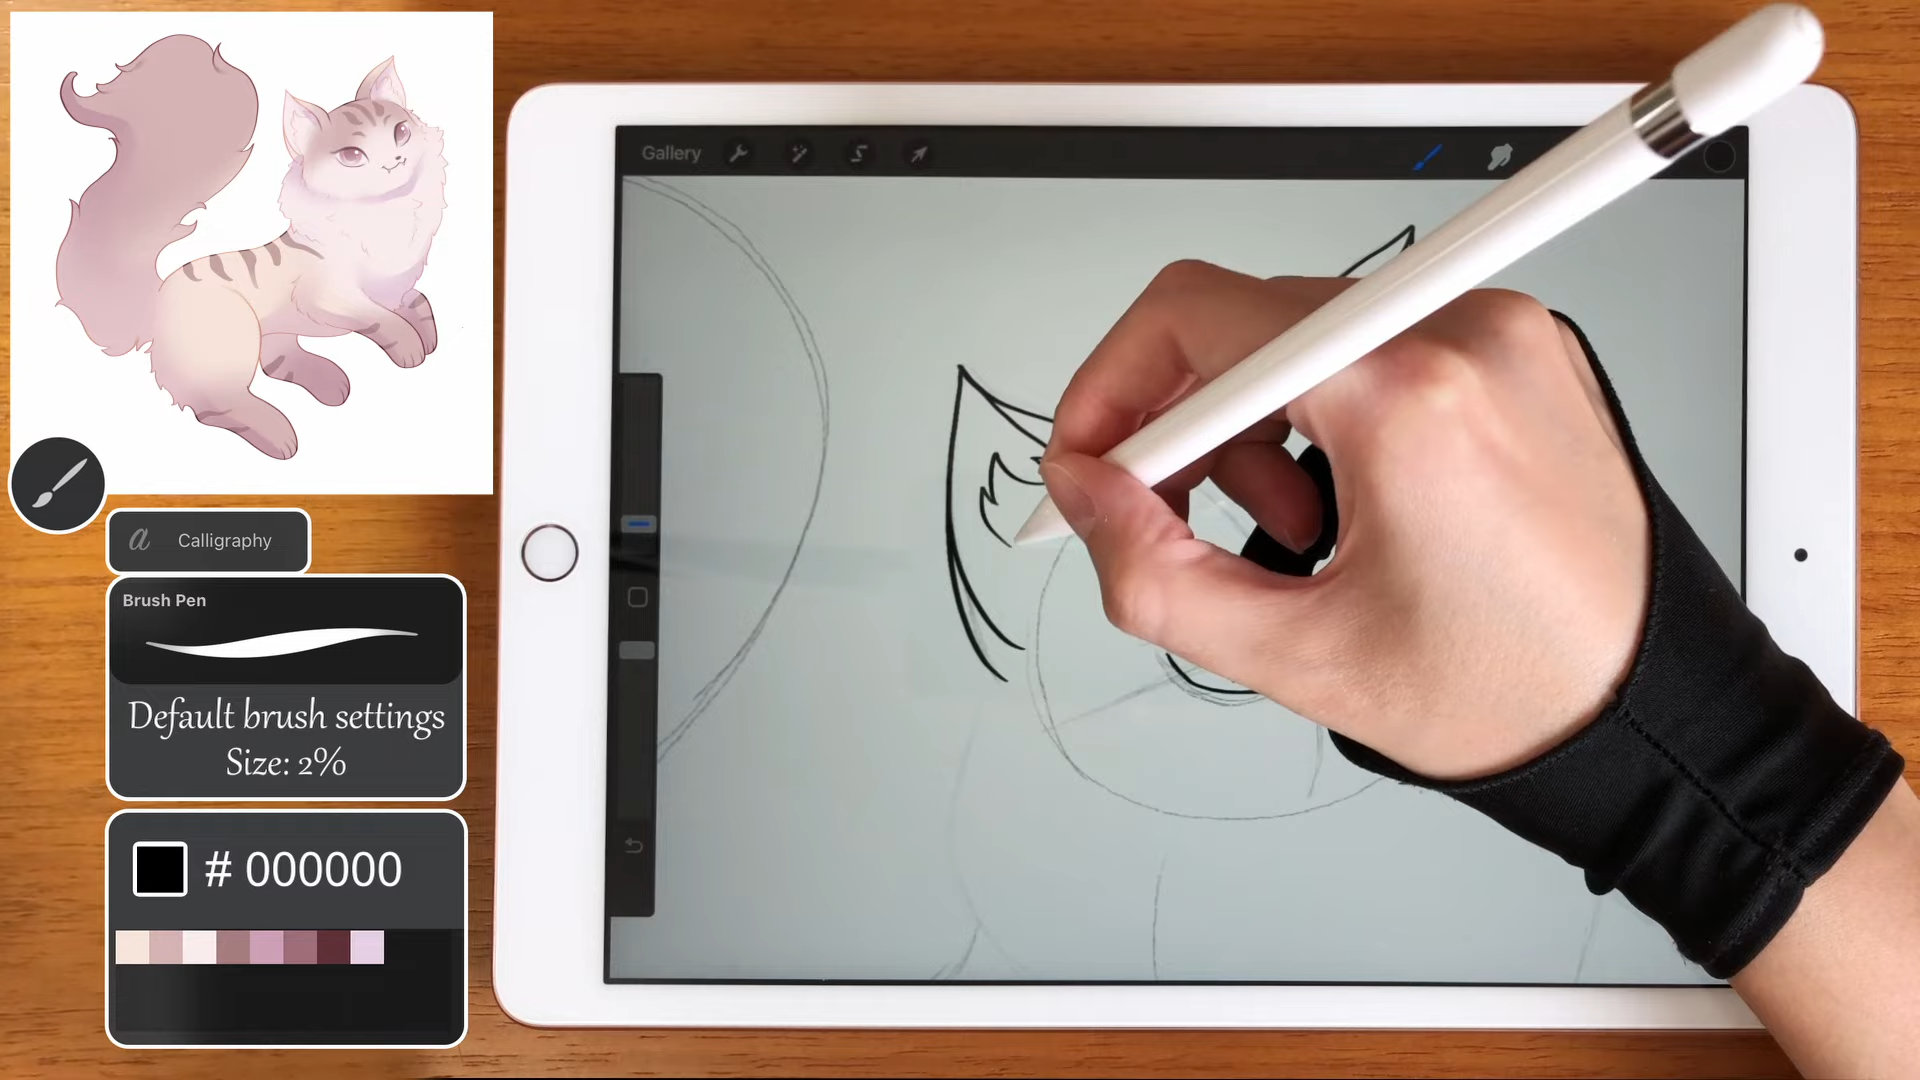 Gallery
a Calligraphy
Brush Pen
Default brush settings
Size: 2%
# 000000